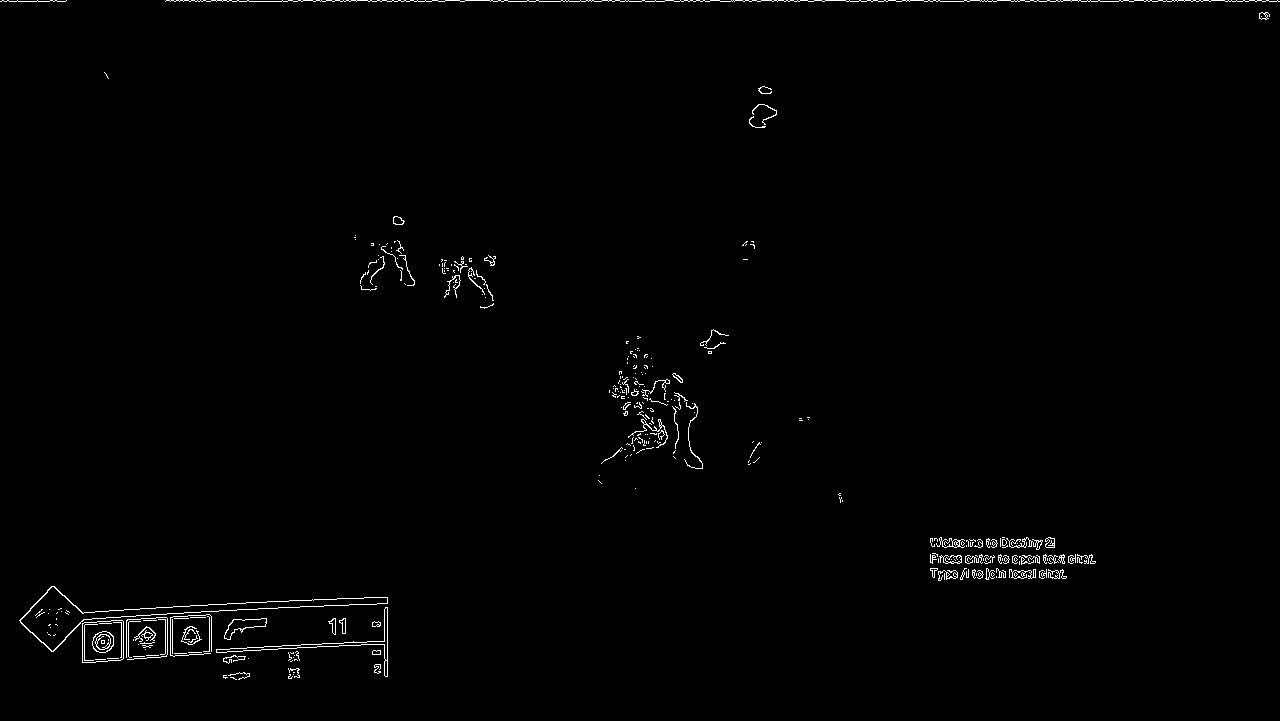 Welcome to Destiny 2!
Press enter to open text chat.
Type /l to join local chat.
11